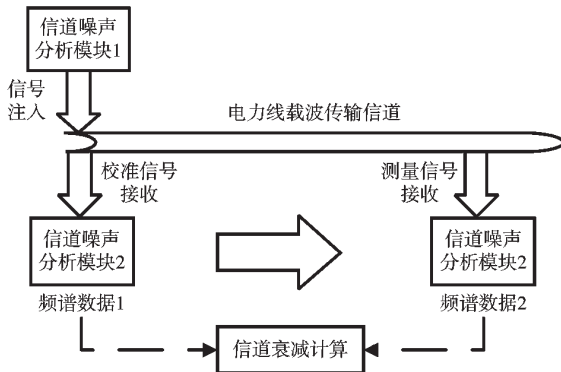 信道噪声
分析模块1
信号
注入
电力线载波传输信道
校准信号
接收
测量信号
接收
信道噪声
分析模块2
信道噪声
分析模块2
频谱数据1
频谱数据2
信道衰减计算